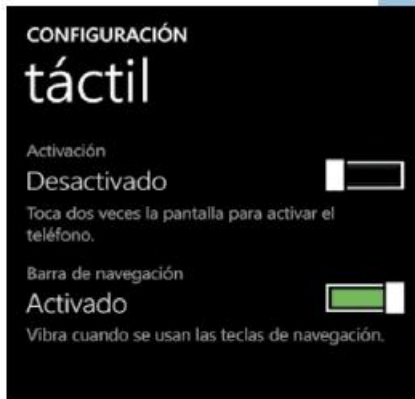 CONFIGURACIÓN
táctil
Activación
Desactivado
Toca dos veces la pantalla para activar el
teléfono.
Barra de navegación
Activado
Vibra cuando se usan las teclas de navegación.